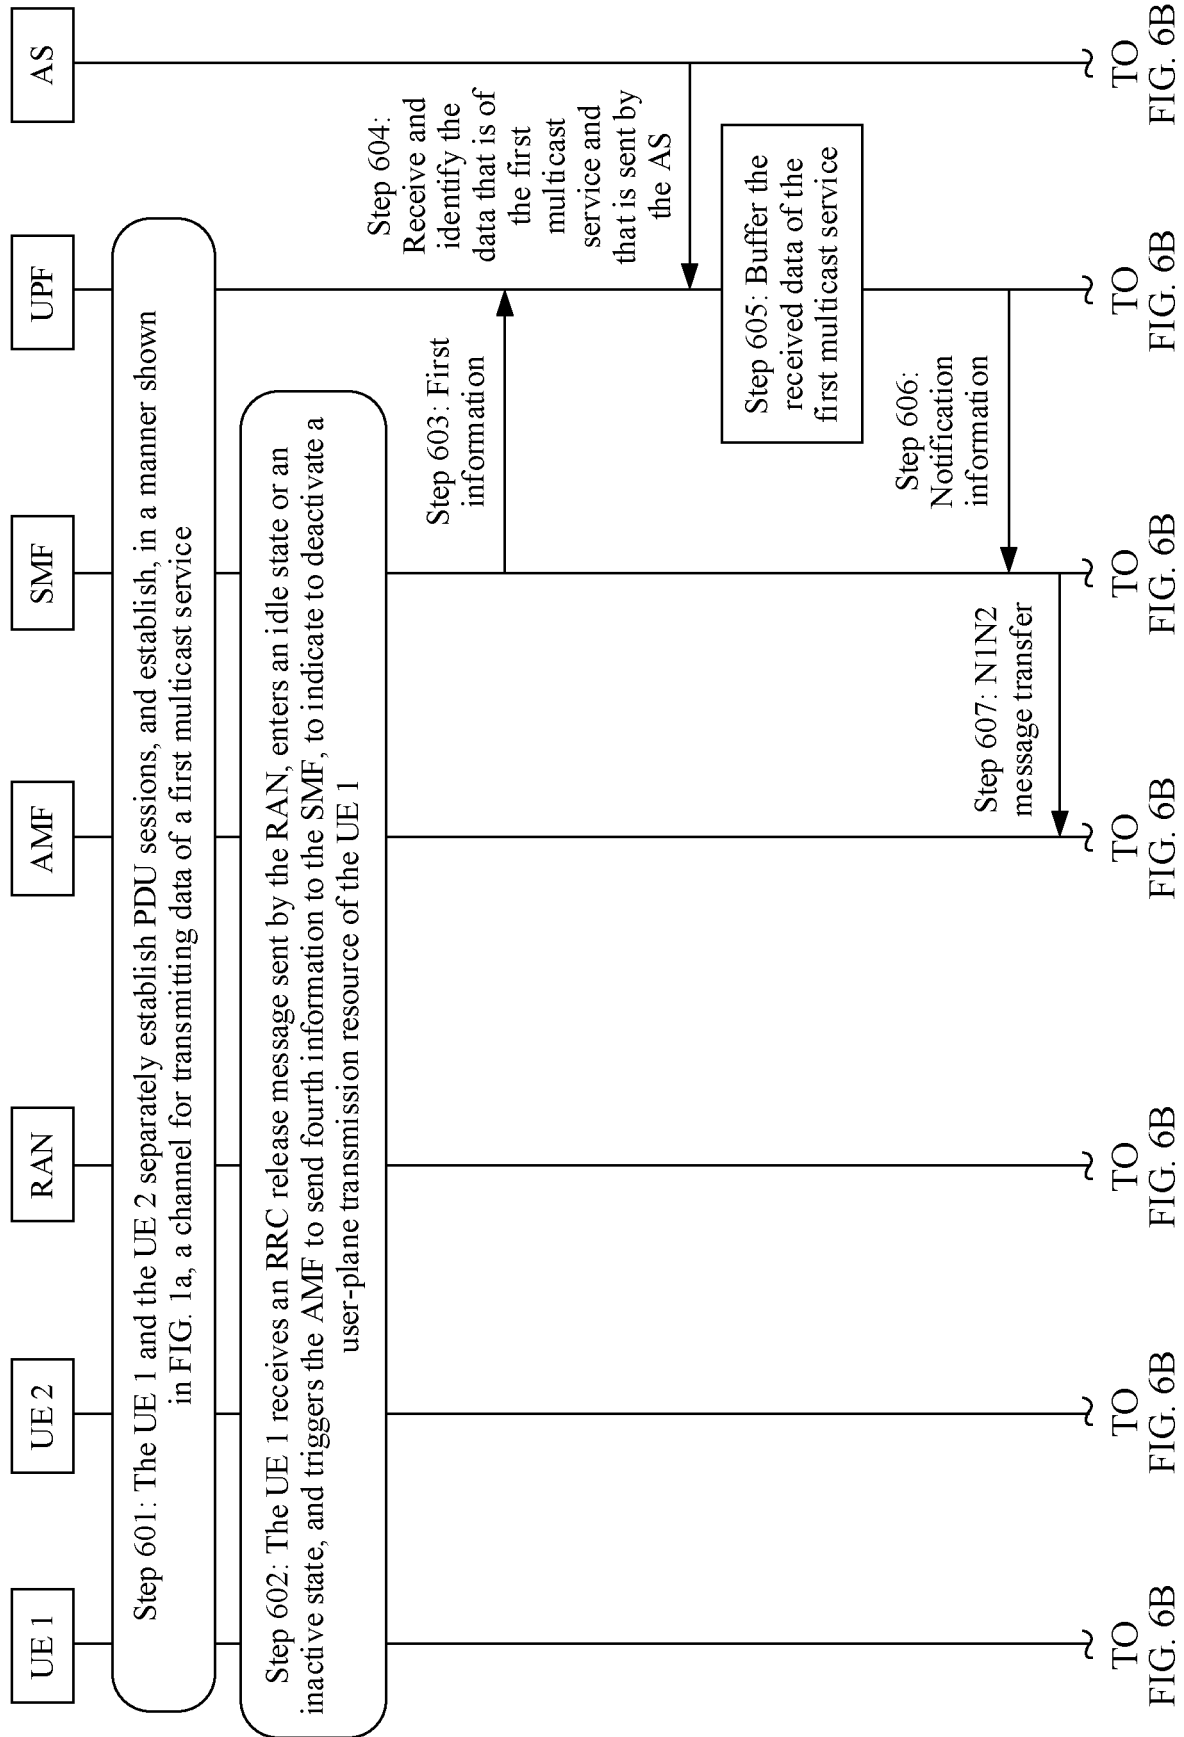 UE 1
UE 2
RAN
AMF
SMF
UPF
AS
Step 601: The UE 1 and the UE 2 separately establish PDU sessions, and establish, in a manner shown
in FIG. 1a, a channel for transmitting data of a first multicast service
Step 602: The UE 1 receives an RRC release message sent by the RAN, enters an idle state or an
inactive state, and triggers the AMF to send fourth information to the SMF, to indicate to deactivate a
user-plane transmission resource of the UE 1
Step 603: First
information
Step 604:
Receive and
identify the
data that is of
the first
multicast
service and
that is sent by
the AS
Step 605: Buffer the
received data of the
first multicast service
Step 606:
Notification
information
Step 607: N1N2
message transfer
TO
FIG. 6B
TO
FIG. 6B
TO
FIG. 6B
TO
FIG. 6B
TO
FIG. 6B
TO
FIG. 6B
TO
FIG. 6B